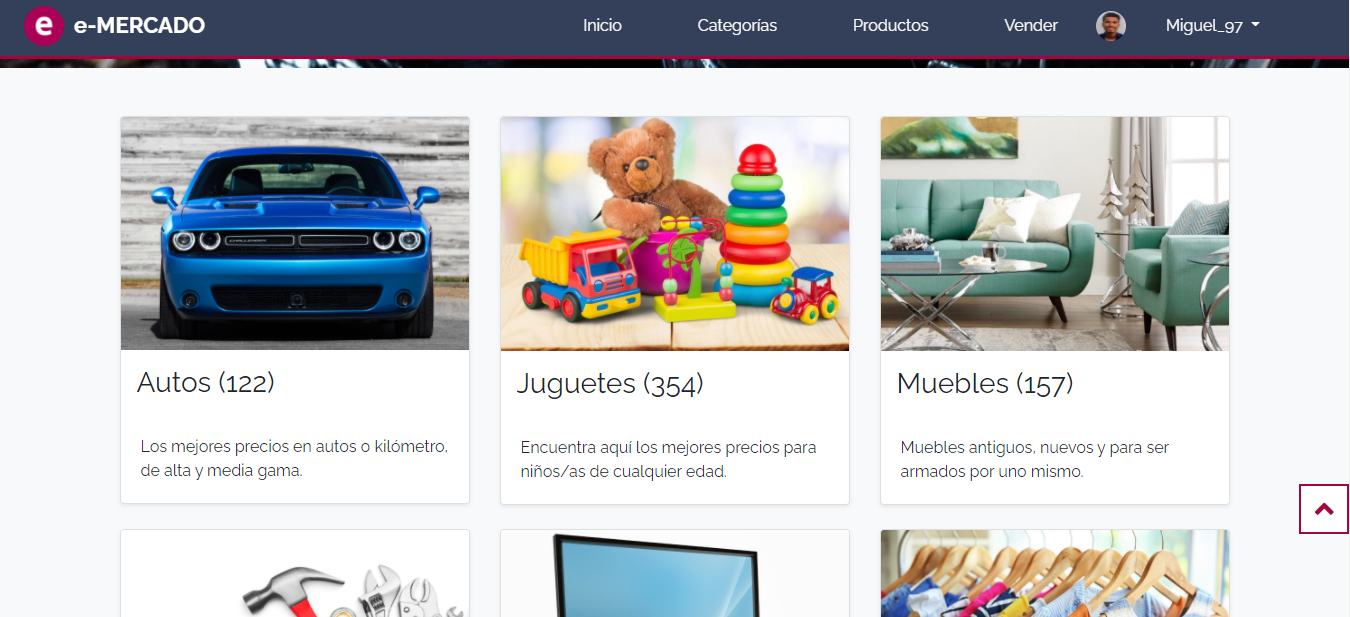 e e-MERCADO
Inicio
Categorías
Productos
Vender
Miguel_97
CHALLENGER
Autos (122)
Los mejores precios en autos o kilómetro,
de alta y media gama.
Juguetes (354)
Encuentra aquí los mejores precios para
niños/as de cualquier edad.
Muebles (157)
Muebles antiguos, nuevos y para ser
armados por uno mismo.